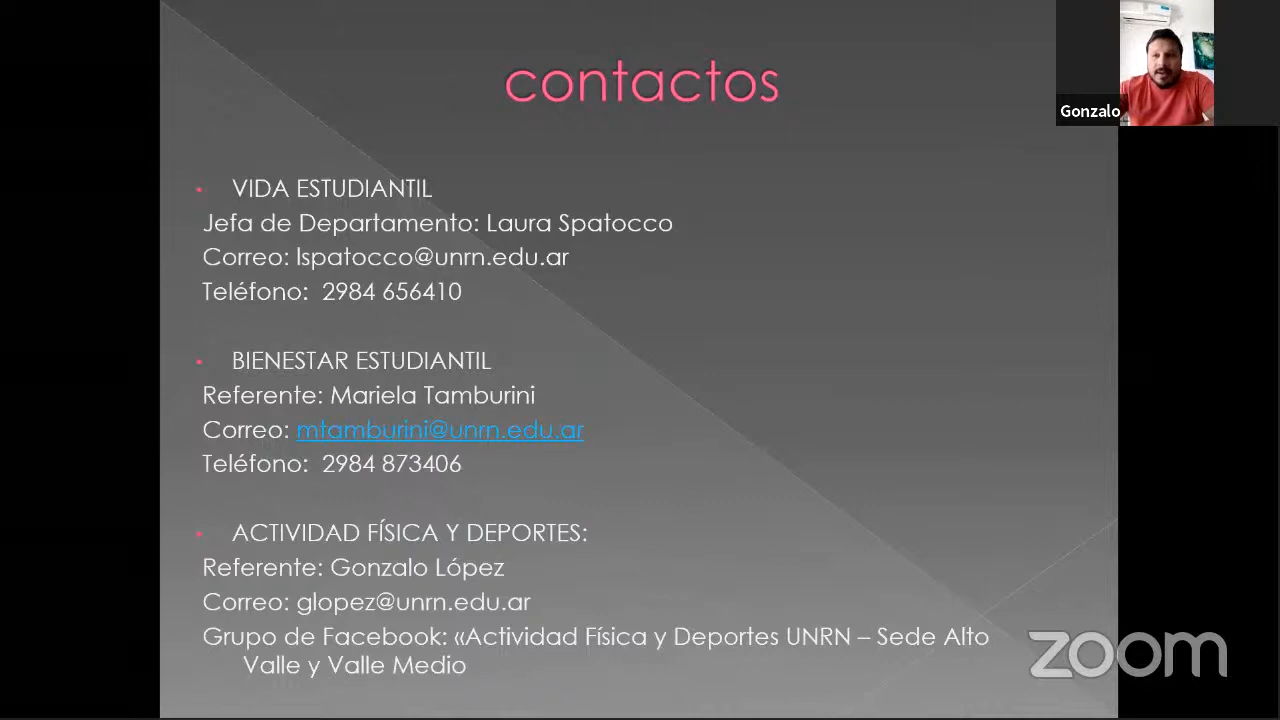 contactos
Gonzalo
• VIDA ESTUDIANTIL
Jefa de Departamento: Laura Spatocco
Correo: lspatocco@unrn.edu.ar
Teléfono: 2984 656410
• BIENESTAR ESTUDIANTIL
Referente: Mariela Tamburini
Correo: mtamburini@unrn.edu.ar
Teléfono: 2984 873406
• ACTIVIDAD FÍSICA Y DEPORTES:
Referente: Gonzalo López
Correo: glopez@unrn.edu.ar
Grupo de Facebook: «Actividad Física y Deportes UNRN – Sede Alto
Valle y Valle Medio
zoom